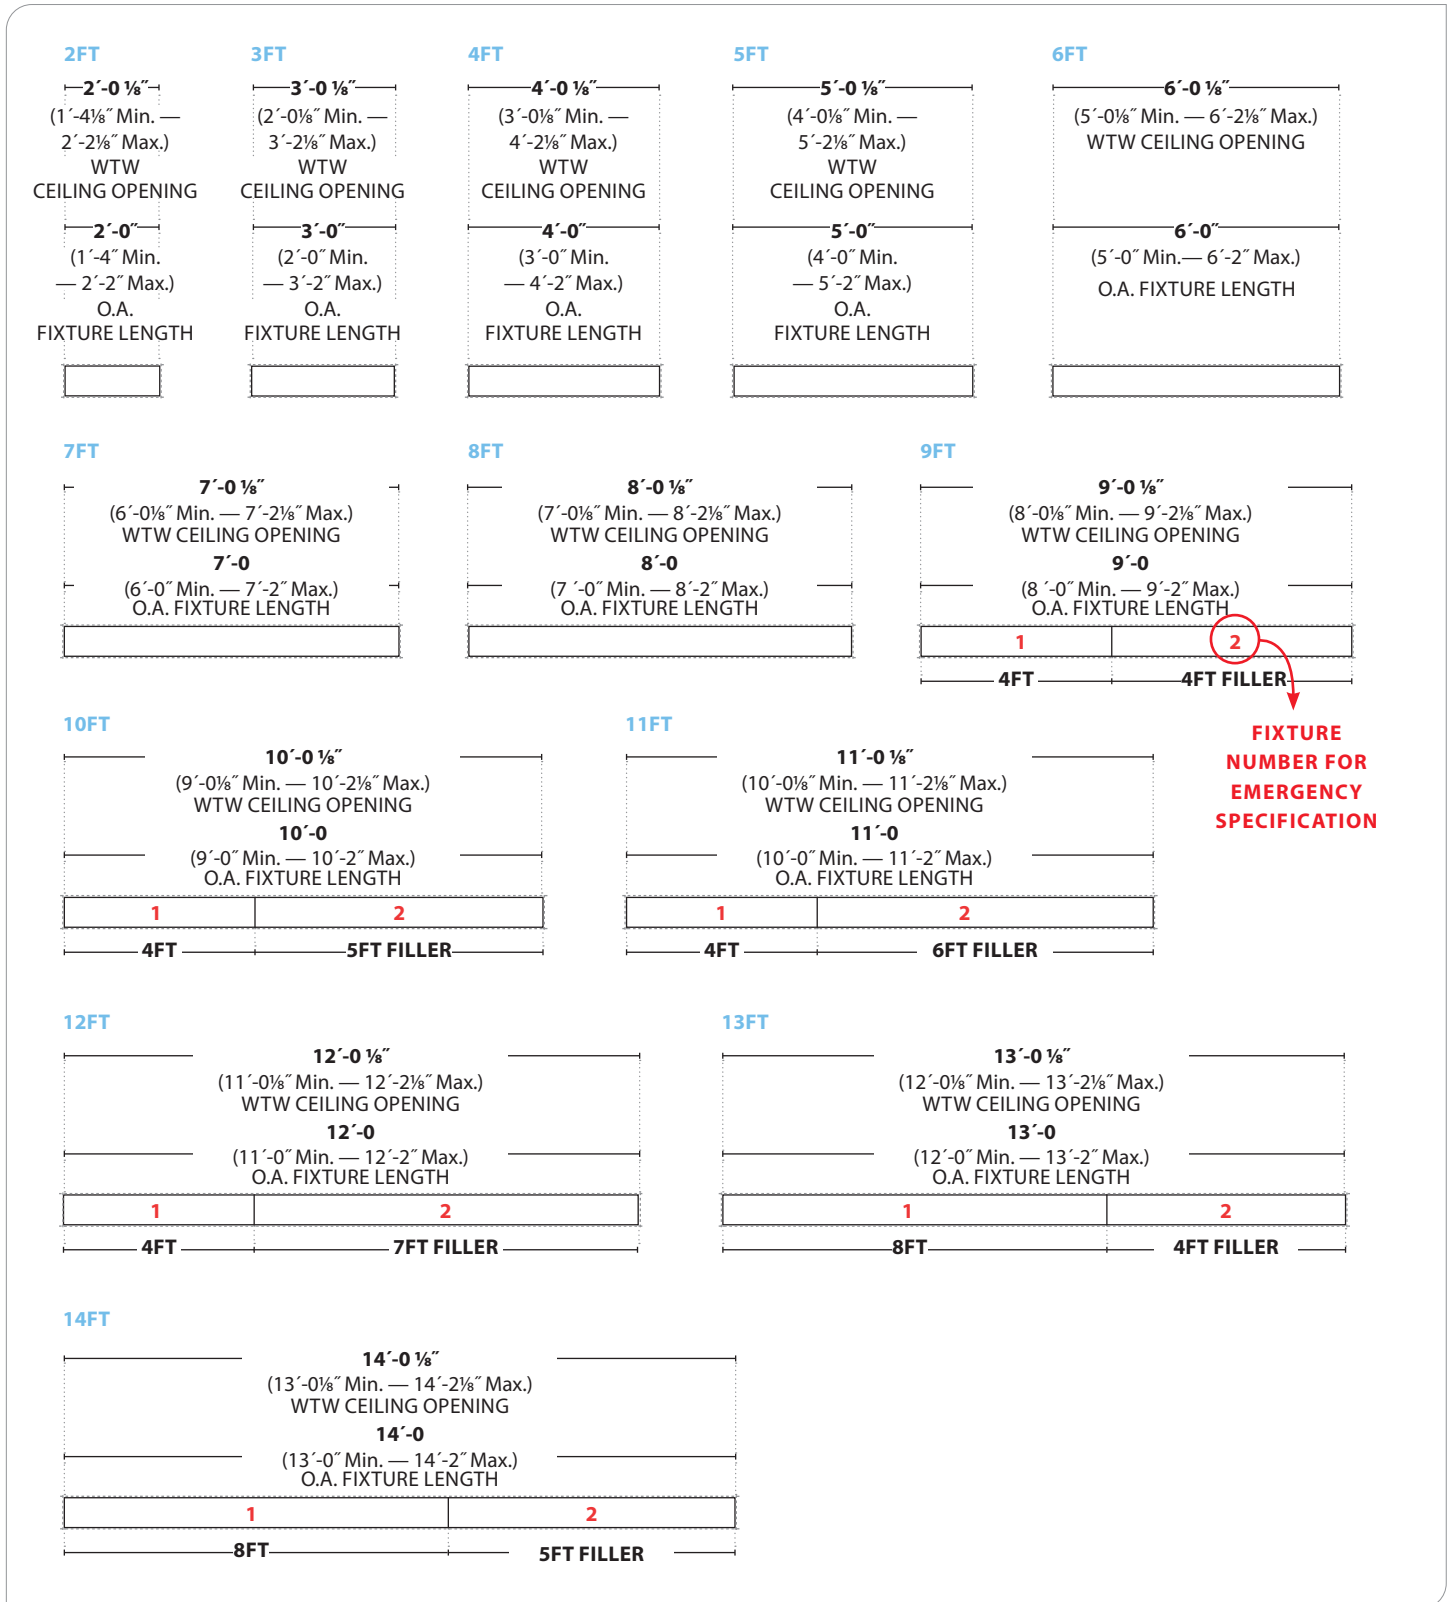 2FT
2´-0 ⅛˝
(1´-4⅛˝ Min. —
2´-2⅛˝ Max.)
WTW
CEILING OPENING
2´-0˝
(1´-4˝ Min.
— 2´-2˝ Max.)
O.A.
FIXTURE LENGTH
3FT
3´-0 ⅛˝
(2´-0⅛˝ Min. —
3´-2⅛˝ Max.)
WTW
CEILING OPENING
3´-0˝
(2´-0˝ Min.
— 3´-2˝ Max.)
O.A.
FIXTURE LENGTH
4FT
4´-0 ⅛˝
(3´-0⅛˝ Min. —
4´-2⅛˝ Max.)
WTW
CEILING OPENING
4´-0˝
(3´-0˝ Min.
— 4´-2˝ Max.)
O.A.
FIXTURE LENGTH
5FT
5´-0 ⅛˝
(4´-0⅛˝ Min. —
5´-2⅛˝ Max.)
WTW
CEILING OPENING
5´-0˝
(4´-0˝ Min.
— 5´-2˝ Max.)
O.A.
FIXTURE LENGTH
6FT
6´-0 ⅛˝
(5´-0⅛˝ Min. — 6´-2⅛˝ Max.)
WTW CEILING OPENING
6´-0˝
(5´-0˝ Min.— 6´-2˝ Max.)
O.A. FIXTURE LENGTH
7FT
7´-0 ⅛˝
(6´-0⅛˝ Min. — 7´-2⅛˝ Max.)
WTW CEILING OPENING
7´-0
(6´-0˝ Min. — 7´-2˝ Max.)
O.A. FIXTURE LENGTH
8FT
8´-0 ⅛˝
(7´-0⅛˝ Min. — 8´-2⅛˝ Max.)
WTW CEILING OPENING
8´-0
(7 ´-0˝ Min. — 8´-2˝ Max.)
O.A. FIXTURE LENGTH
9FT
9´-0 ⅛˝
(8´-0⅛˝ Min. — 9´-2⅛˝ Max.)
WTW CEILING OPENING
9´-0
(8 ´-0˝ Min. — 9´-2˝ Max.)
O.A. FIXTURE LENGTH
1 2
4FT 4FT FILLER
FIXTURE
NUMBER FOR
EMERGENCY
SPECIFICATION
10FT
10´-0 ⅛˝
(9´-0⅛˝ Min. — 10´-2⅛˝ Max.)
WTW CEILING OPENING
10´-0
(9´-0˝ Min. — 10´-2˝ Max.)
O.A. FIXTURE LENGTH
1 2
4FT 5FT FILLER
11FT
11´-0 ⅛˝
(10´-0⅛˝ Min. — 11´-2⅛˝ Max.)
WTW CEILING OPENING
11´-0
(10´-0˝ Min. — 11´-2˝ Max.)
O.A. FIXTURE LENGTH
1 2
4FT 6FT FILLER
12FT
12´-0 ⅛˝
(11´-0⅛˝ Min. — 12´-2⅛˝ Max.)
WTW CEILING OPENING
12´-0
(11´-0˝ Min. — 12´-2˝ Max.)
O.A. FIXTURE LENGTH
1 2
4FT 7FT FILLER
13FT
13´-0 ⅛˝
(12´-0⅛˝ Min. — 13´-2⅛˝ Max.)
WTW CEILING OPENING
13´-0
(12´-0˝ Min. — 13´-2˝ Max.)
O.A. FIXTURE LENGTH
1 2
8FT 4FT FILLER
14FT
14´-0 ⅛˝
(13´-0⅛˝ Min. — 14´-2⅛˝ Max.)
WTW CEILING OPENING
14´-0
(13´-0˝ Min. — 14´-2˝ Max.)
O.A. FIXTURE LENGTH
1 2
8FT 5FT FILLER